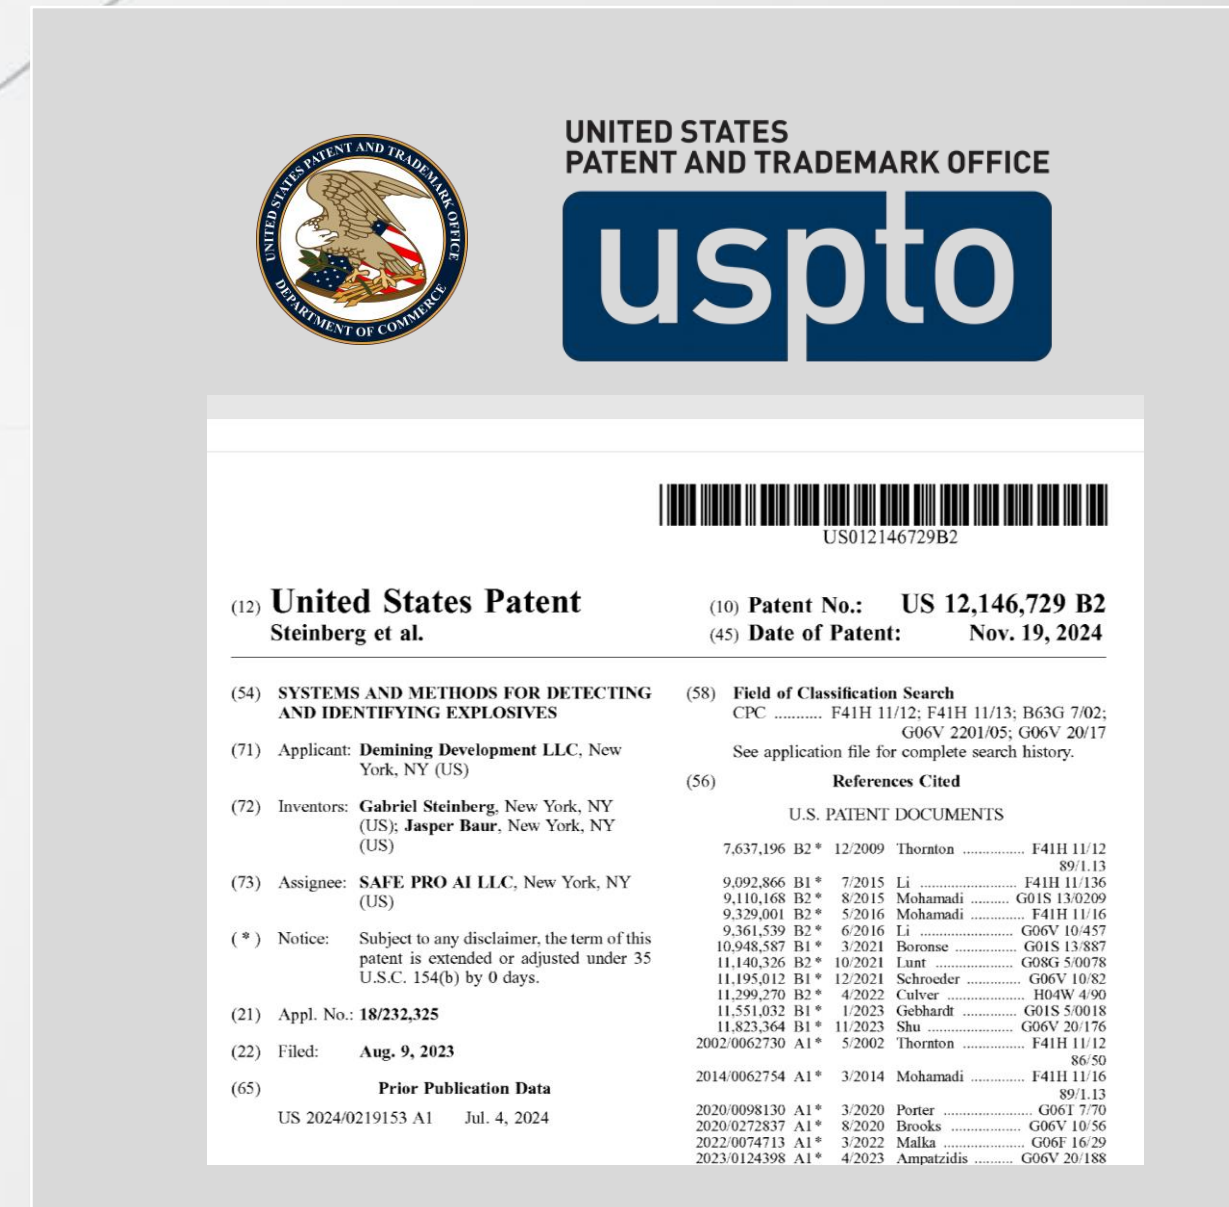 UNITED STATES PATENT AND TRADEMARK OFFICE
DEPARTMENT OF COMMERCE
UNITED STATES
PATENT AND TRADEMARK OFFICE
uspto
US012146729B2
(12) United States Patent
Steinberg et al.
(10) Patent No.: US 12,146,729 B2
(45) Date of Patent: Nov. 19, 2024
(54) SYSTEMS AND METHODS FOR DETECTING
AND IDENTIFYING EXPLOSIVES
(71) Applicant: Demining Development LLC, New
York, NY (US)
(72) Inventors: Gabriel Steinberg, New York, NY
(US); Jasper Baur, New York, NY
(US)
(73) Assignee: SAFE PRO AI LLC, New York, NY
(US)
( * ) Notice: Subject to any disclaimer, the term of this
patent is extended or adjusted under 35
U.S.C. 154(b) by 0 days.
(21) Appl. No.: 18/232,325
(22) Filed: Aug. 9, 2023
(65) Prior Publication Data
US 2024/0219153 A1 Jul. 4, 2024
(58) Field of Classification Search
CPC ........... F41H 11/12; F41H 11/13; B63G 7/02;
G06V 2201/05; G06V 20/17
See application file for complete search history.
(56) References Cited
U.S. PATENT DOCUMENTS
7,637,196 B2 * 12/2009 Thornton ................ F41H 11/12
89/1.13
9,092,866 B1 * 7/2015 Li ........................ F41H 11/136
9,110,168 B2 * 8/2015 Mohamadi .......... G01S 13/0209
9,329,001 B2 * 5/2016 Mohamadi ............. F41H 11/16
9,361,539 B2 * 6/2016 Li ....................... G06V 10/457
10,948,587 B1 * 3/2021 Boronse ................ G01S 13/887
11,140,326 B2 * 10/2021 Lunt ................... G08G 5/0078
11,195,012 B1 * 12/2021 Schroeder ............. G06V 10/82
11,299,270 B2 * 4/2022 Culver .................. H04W 4/90
11,551,032 B1 * 1/2023 Gebhardt ............. G01S 5/0018
11,823,364 B1 * 11/2023 Shu .................... G06V 20/176
2002/0062730 A1 * 5/2002 Thornton ................ F41H 11/12
86/50
2014/0062754 A1 * 3/2014 Mohamadi ............. F41H 11/16
89/1.13
2020/0098130 A1 * 3/2020 Porter ...................... G06T 7/70
2020/0272837 A1 * 8/2020 Brooks .................. G06V 10/56
2022/0074713 A1 * 3/2022 Malka .................... G06F 16/29
2023/0124398 A1 * 4/2023 Ampatzidis .......... G06V 20/188